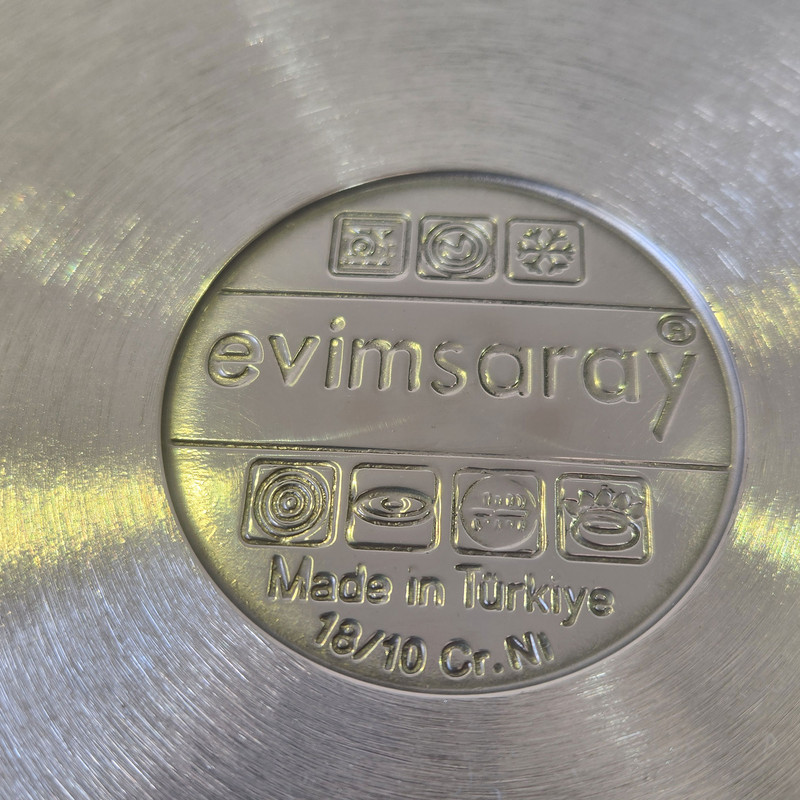 evimsaray®
Made in Türkiye
18/10 Cr.Ni